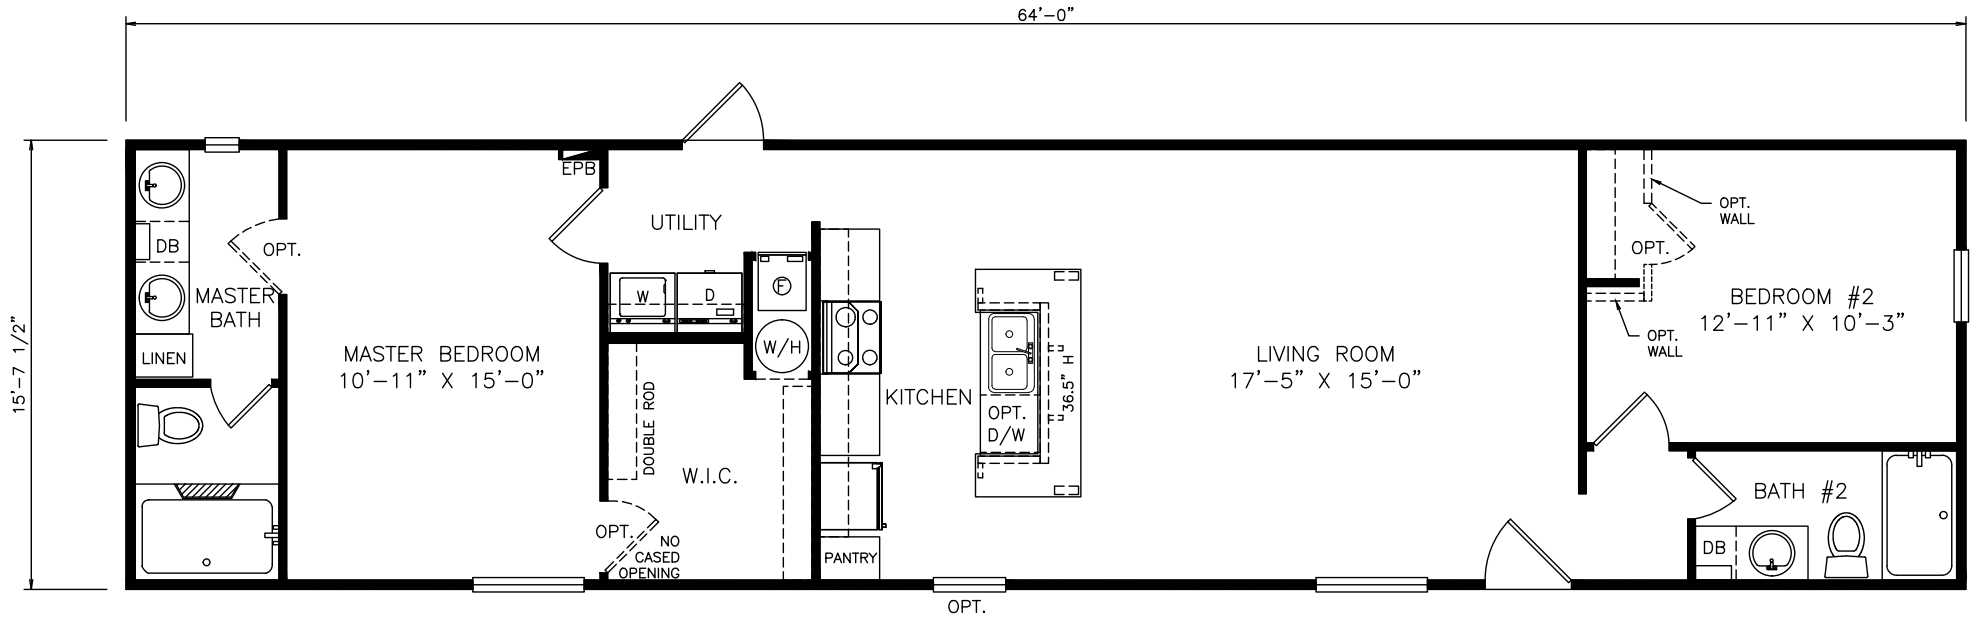 64'-0"
15'-7 1/2"
EPB
UTILITY
DB
OPT.
MASTER
BATH
LINEN
MASTER BEDROOM
10'-11" X 15'-0"
W
D
F
W/H
DOUBLE ROD
W.I.C.
OPT.
NO
CASED
OPENING
KITCHEN
PANTRY
OPT.
D/W
36.5" H
LIVING ROOM
17'-5" X 15'-0"
OPT.
OPT.
WALL
OPT.
OPT.
WALL
BEDROOM #2
12'-11" X 10'-3"
BATH #2
DB